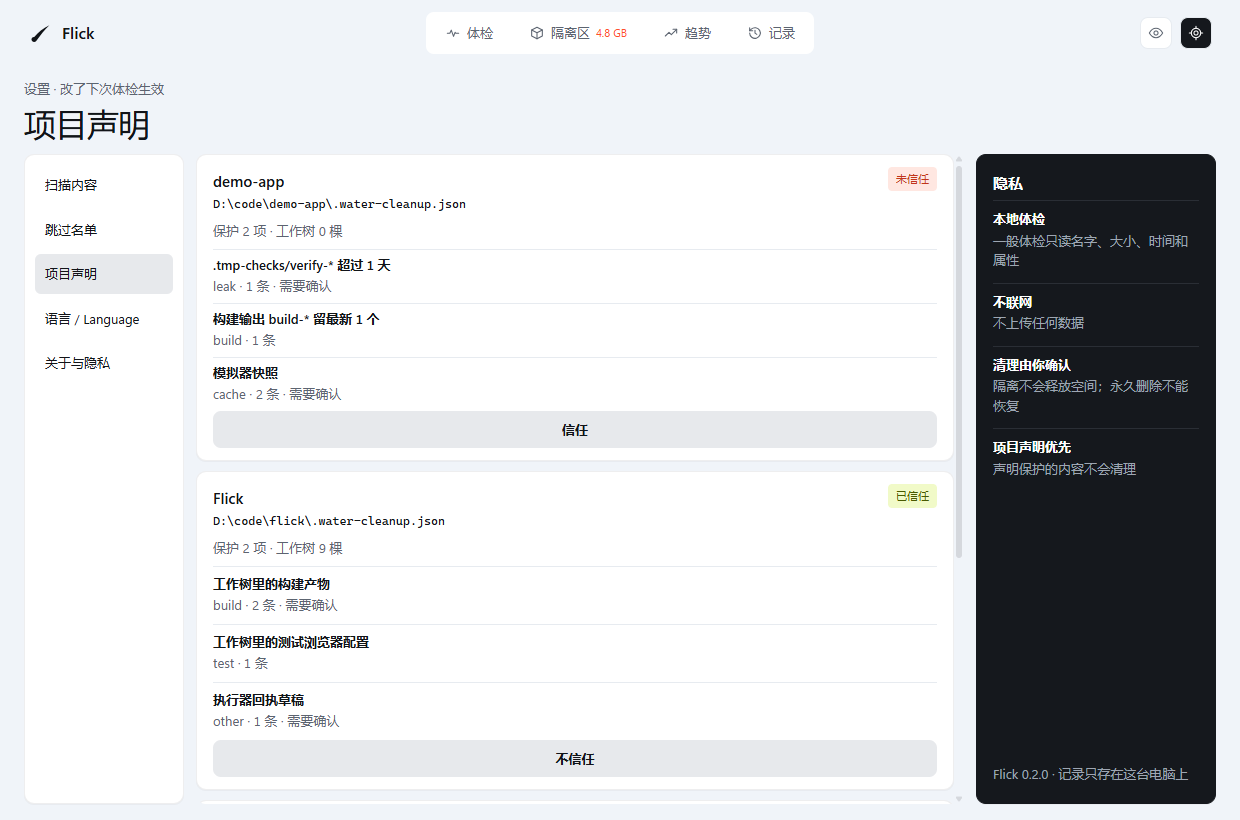 Flick
体检
隔离区 4.8 GB
趋势
记录
设置 · 改了下次体检生效
项目声明
扫描内容
跳过名单
项目声明
语言 / Language
关于与隐私
demo-app
未信任
D:\code\demo-app\.water-cleanup.json
保护 2 项 · 工作树 0 棵
.tmp-checks/verify-* 超过 1 天
leak · 1 条 · 需要确认
构建输出 build-* 留最新 1 个
build · 1 条
模拟器快照
cache · 2 条 · 需要确认
信任
Flick
已信任
D:\code\flick\.water-cleanup.json
保护 2 项 · 工作树 9 棵
工作树里的构建产物
build · 2 条 · 需要确认
工作树里的测试浏览器配置
test · 1 条
执行器回执草稿
other · 1 条 · 需要确认
不信任
隐私
本地体检
一般体检只读名字、大小、时间和
属性
不联网
不上传任何数据
清理由你确认
隔离不会释放空间；永久删除不能
恢复
项目声明优先
声明保护的内容不会清理
Flick 0.2.0 · 记录只存在这台电脑上